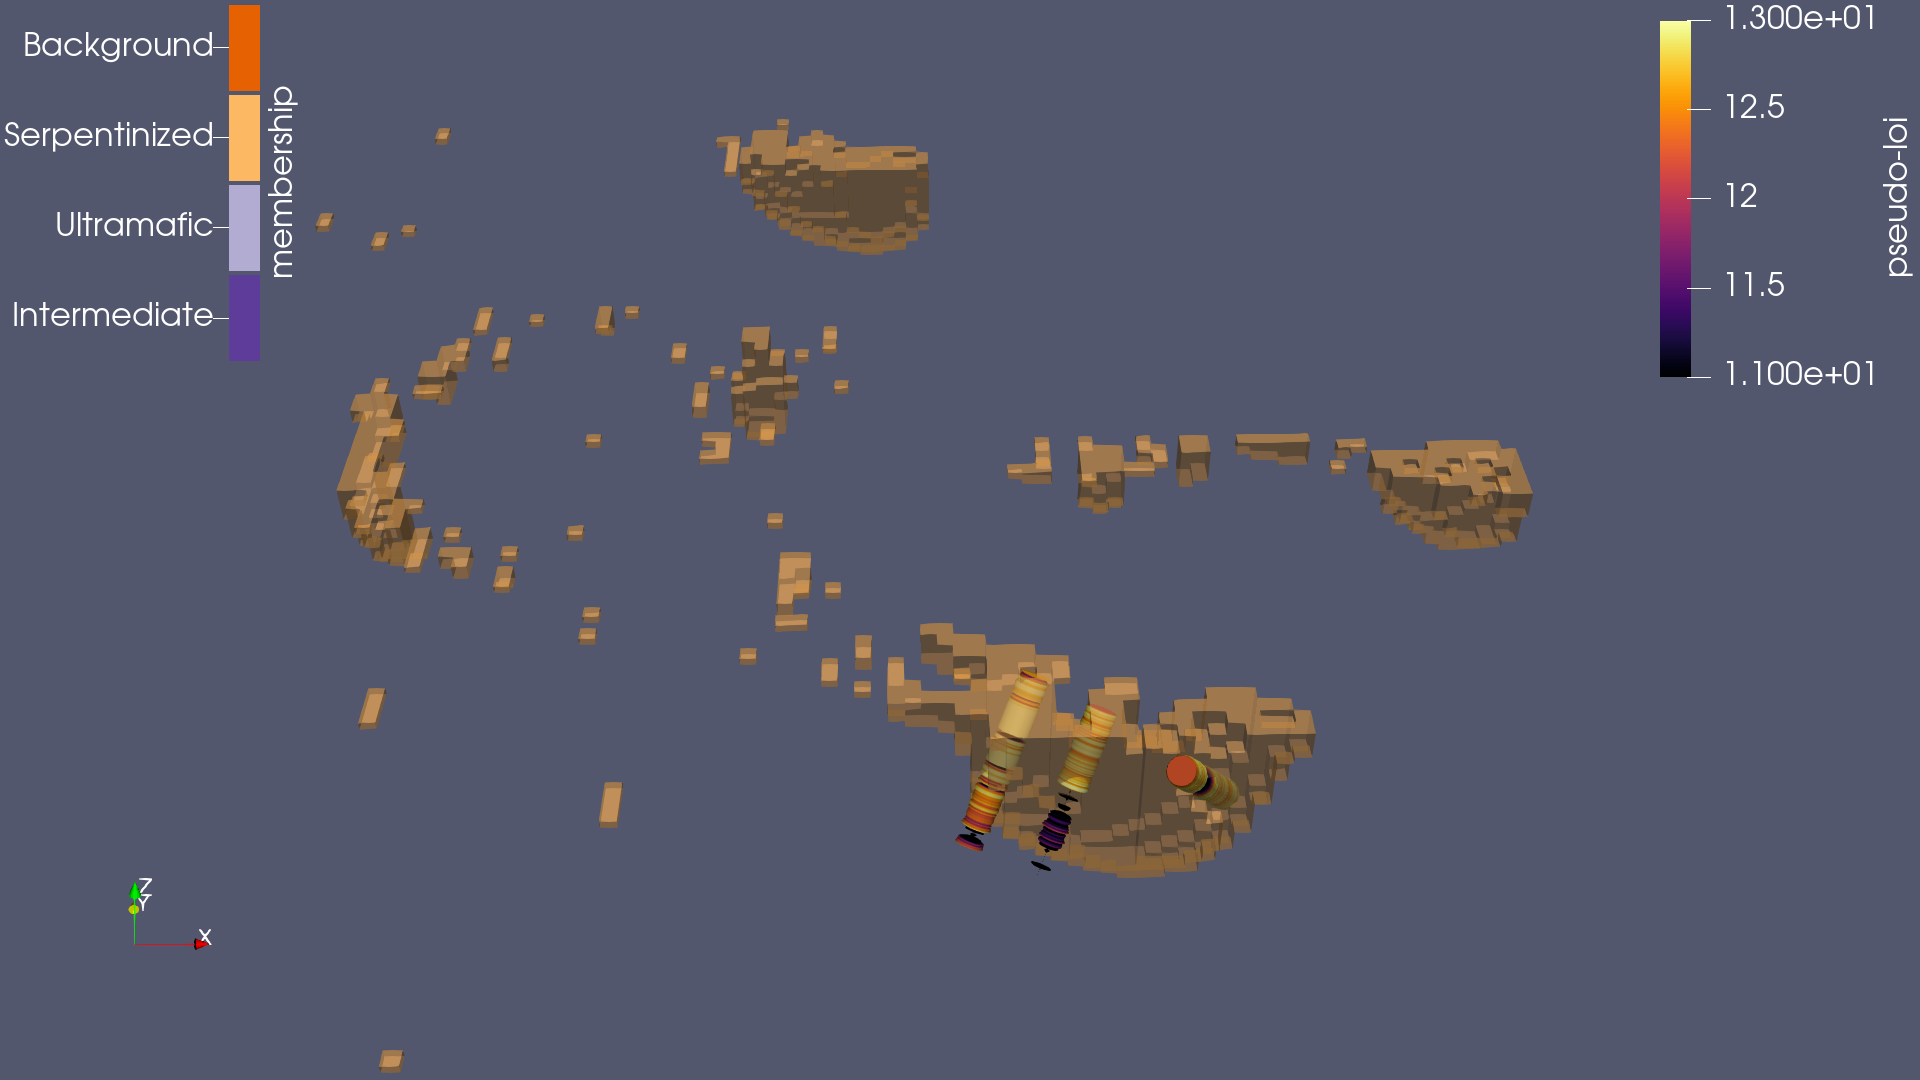 Background
Serpentinized
Ultramafic
Intermediate
membership
1.300e+01
12.5
12
11.5
1.100e+01
pseudo-loi
Z
Y
X